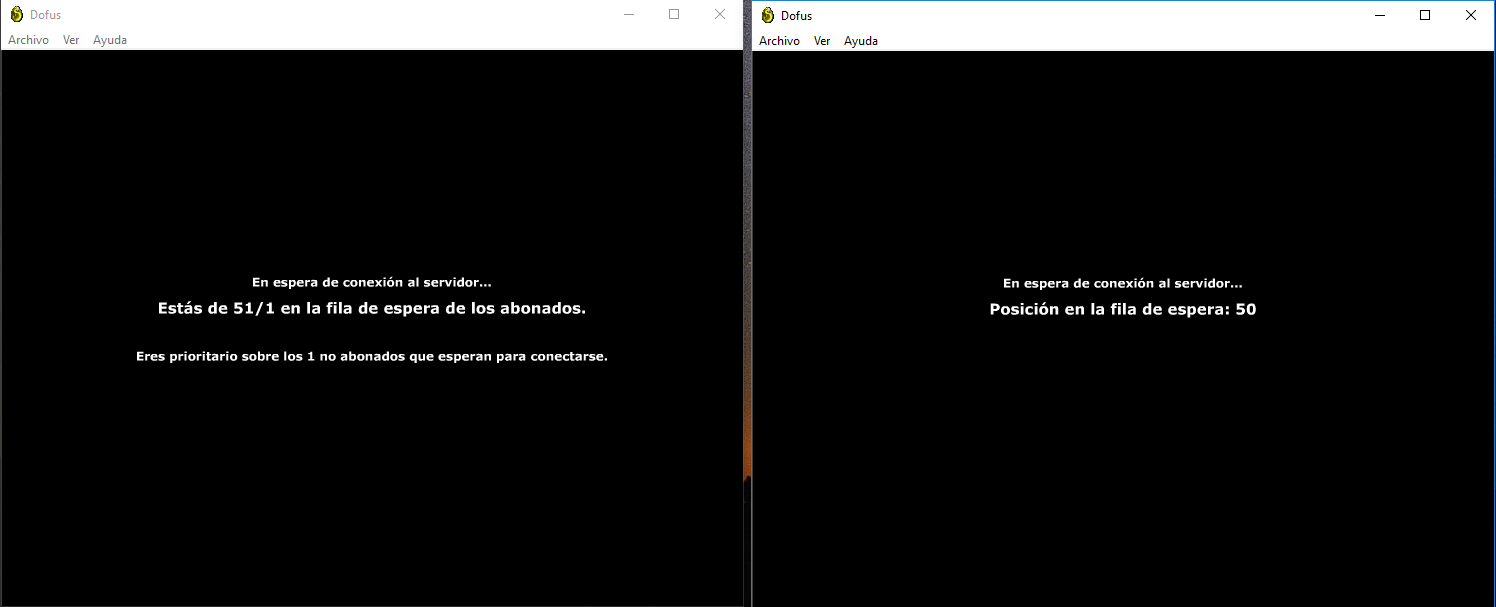 Dofus
Archivo Ver Ayuda
En espera de conexión al servidor...
Estás de 51/1 en la fila de espera de los abonados.
Eres prioritario sobre los 1 no abonados que esperan para conectarse.
Dofus
Archivo Ver Ayuda
En espera de conexión al servidor...
Posición en la fila de espera: 50